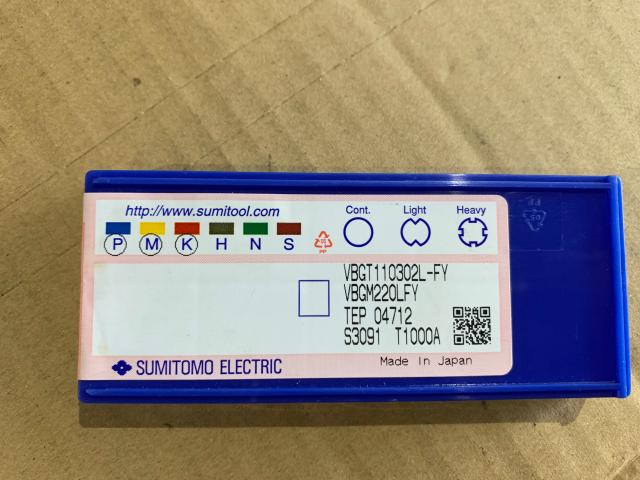 http://www.sumitool.com
Cont. Light Heavy
P M K H N S
PP
VBGT110302L-FY
VBGM220LFY
TEP 04712
S3091 T1000A
Made In Japan
SUMITOMO ELECTRIC